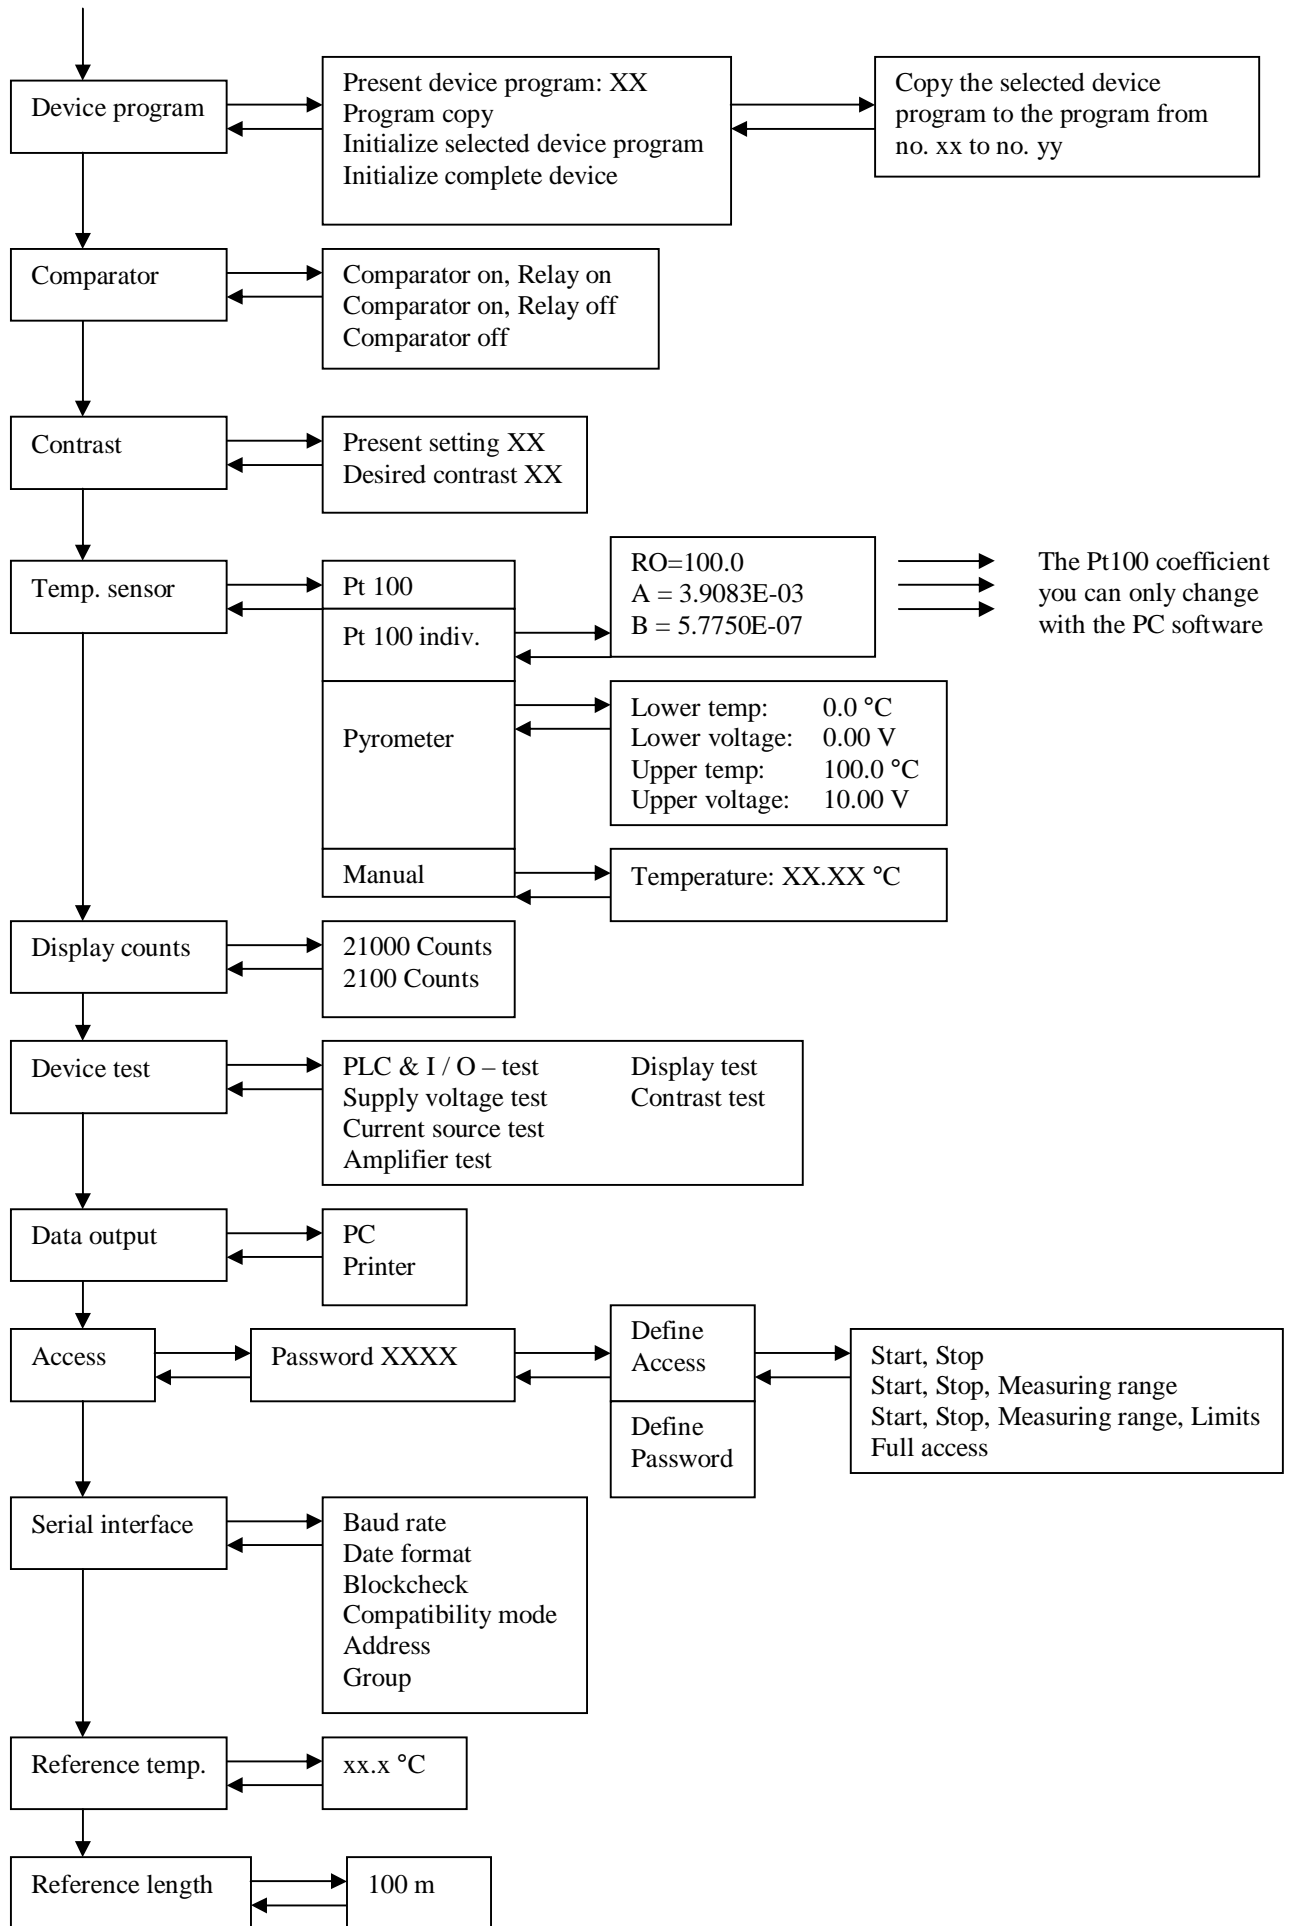 Device program
Present device program: XX
Program copy
Initialize selected device program
Initialize complete device
Copy the selected device
program to the program from
no. xx to no. yy
Comparator
Comparator on, Relay on
Comparator on, Relay off
Comparator off
Contrast
Present setting XX
Desired contrast XX
Temp. sensor
Pt 100
Pt 100 indiv.
RO=100.0
A = 3.9083E-03
B = 5.7750E-07
The Pt100 coefficient
you can only change
with the PC software
Pyrometer
Lower temp: 0.0 °C
Lower voltage: 0.00 V
Upper temp: 100.0 °C
Upper voltage: 10.00 V
Manual
Temperature: XX.XX °C
Display counts
21000 Counts
2100 Counts
Device test
PLC & I / O – test
Supply voltage test
Current source test
Amplifier test
Display test
Contrast test
Data output
PC
Printer
Access
Password XXXX
Define
Access
Define
Password
Start, Stop
Start, Stop, Measuring range
Start, Stop, Measuring range, Limits
Full access
Serial interface
Baud rate
Date format
Blockcheck
Compatibility mode
Address
Group
Reference temp.
xx.x °C
Reference length
100 m